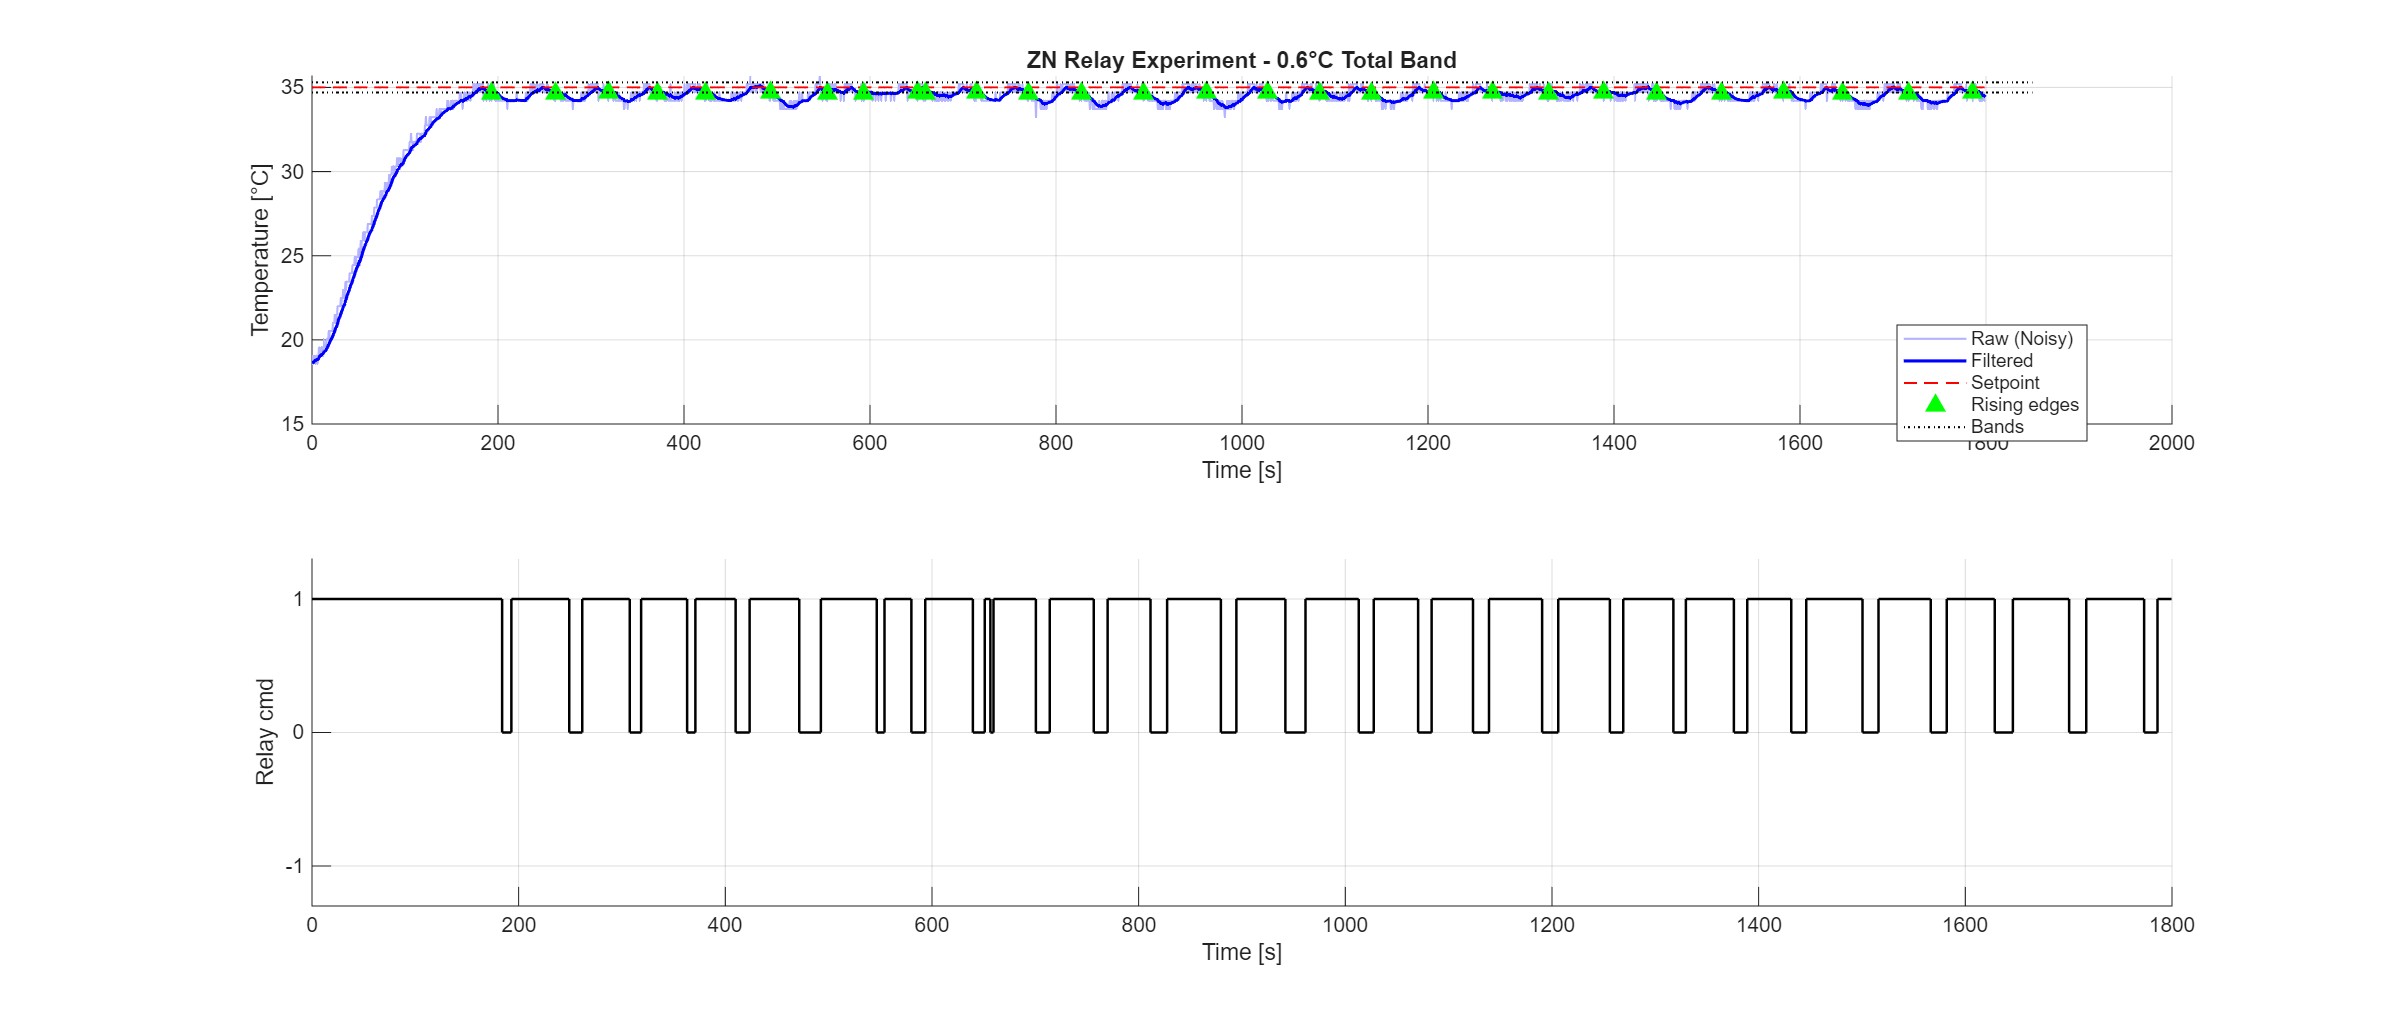 ZN Relay Experiment - 0.6°C Total Band
Temperature [°C]
35
30
25
20
15
0 200 400 600 800 1000 1200 1400 1600 1800 2000
Time [s]
Raw (Noisy)
Filtered
Setpoint
Rising edges
Bands
Relay cmd
1
0
-1
0 200 400 600 800 1000 1200 1400 1600 1800
Time [s]